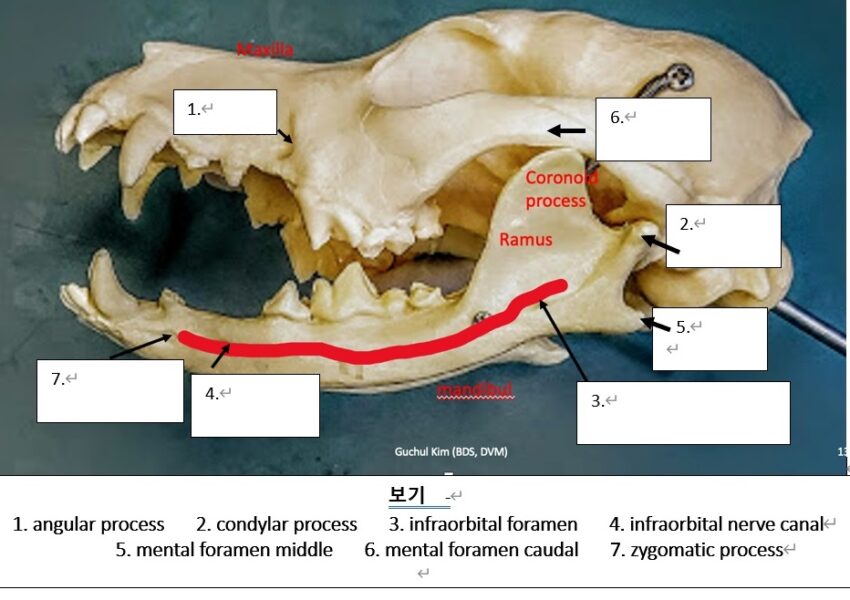 Maxilla
1.↵
6.↵
Coronoid
process
2.↵
Ramus
5.↵
↵
7.↵
4.↵
mandibul
3.↵
Guchul Kim (BDS, DVM)
13
보기 ↵
1. angular process 2. condylar process 3. infraorbital foramen 4. infraorbital nerve canal↵
5. mental foramen middle 6. mental foramen caudal 7. zygomatic process↵
↵